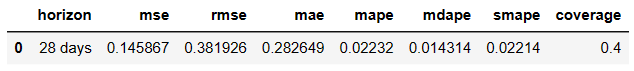 horizon mse rmse mae mape mdape smape coverage
0 28 days 0.145867 0.381926 0.282649 0.02232 0.014314 0.02214 0.4